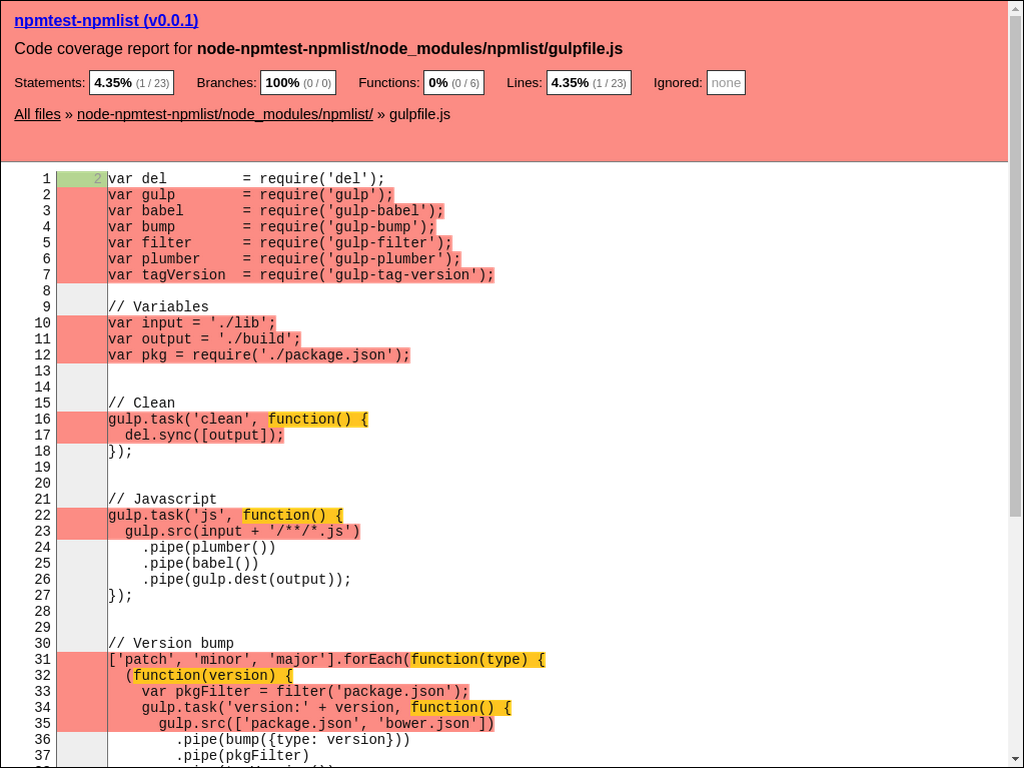 npmtest-npmlist (v0.0.1)
Code coverage report for node-npmtest-npmlist/node_modules/npmlist/gulpfile.js
Statements: 4.35% (1 / 23) Branches: 100% (0 / 0) Functions: 0% (0 / 6) Lines: 4.35% (1 / 23) Ignored: none
All files » node-npmtest-npmlist/node_modules/npmlist/ » gulpfile.js
1 2 var del         = require('del');
2 var gulp        = require('gulp');
3 var babel       = require('gulp-babel');
4 var bump        = require('gulp-bump');
5 var filter      = require('gulp-filter');
6 var plumber     = require('gulp-plumber');
7 var tagVersion  = require('gulp-tag-version');
8
9 // Variables
10 var input = './lib';
11 var output = './build';
12 var pkg = require('./package.json');
13
14
15 // Clean
16 gulp.task('clean', function() {
17   del.sync([output]);
18 });
19
20
21 // Javascript
22 gulp.task('js', function() {
23   gulp.src(input + '/**/*.js')
24     .pipe(plumber())
25     .pipe(babel())
26     .pipe(gulp.dest(output));
27 });
28
29
30 // Version bump
31 ['patch', 'minor', 'major'].forEach(function(type) {
32   (function(version) {
33     var pkgFilter = filter('package.json');
34     gulp.task('version:' + version, function() {
35       gulp.src(['package.json', 'bower.json'])
36         .pipe(bump({type: version}))
37         .pipe(pkgFilter)